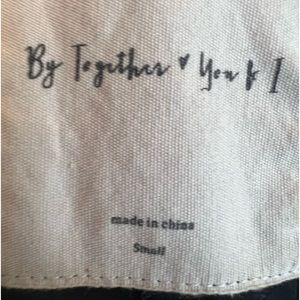 By Together ♥ You & I
made in china
Small